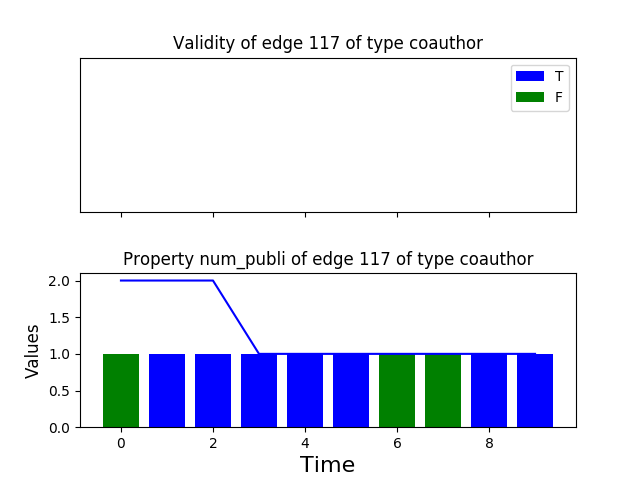 Validity of edge 117 of type coauthor
T
F
Property num_publi of edge 117 of type coauthor
2.0
1.5
1.0
0.5
0.0
Values
0 2 4 6 8
Time